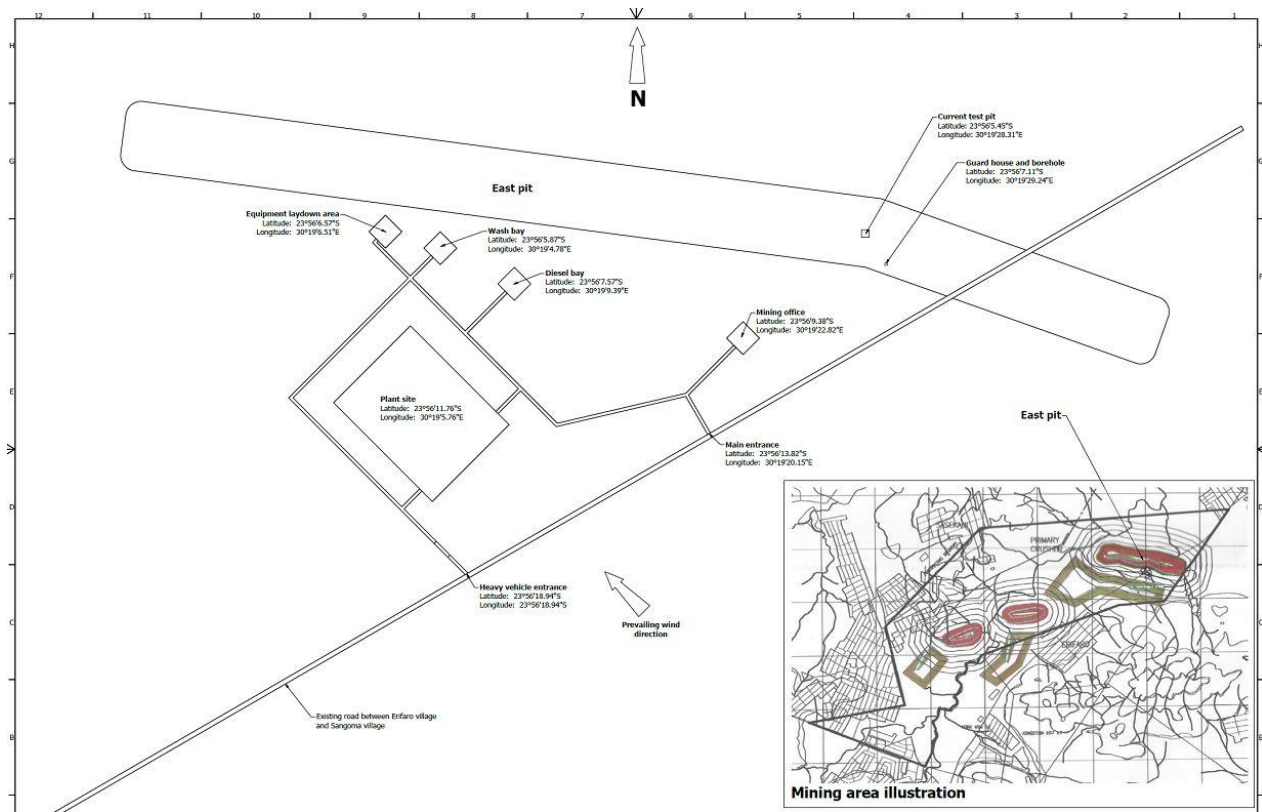 12 11 10 9 8 7 6 5 4 3 2 1
H
H
N
Current test pit
Latitude: 23°56'5.45"S
Longitude: 30°19'28.31"E
G
G
Guard house and borehole
Latitude: 23°56'7.11"S
Longitude: 30°19'29.24"E
East pit
Equipment laydown area
Latitude: 23°56'6.57"S
Longitude: 30°19'6.51"E
Wash bay
Latitude: 23°56'5.87"S
Longitude: 30°19'4.78"E
Diesel bay
Latitude: 23°56'7.57"S
Longitude: 30°19'9.39"E
F
F
Mining office
Latitude: 23°56'9.38"S
Longitude: 30°19'22.82"E
E
E
Plant site
Latitude: 23°56'11.76"S
Longitude: 30°19'5.76"E
East pit
Main entrance
Latitude: 23°56'13.82"S
Longitude: 30°19'20.15"E
D
D
PRIMARY
CRUSHER
Heavy vehicle entrance
Latitude: 23°56'18.94"S
Longitude: 23°56'18.94"S
Prevailing wind
direction
C
ERIFARO
Existing road between Erifaro village
and Sangoma village
B
B
Mining area illustration